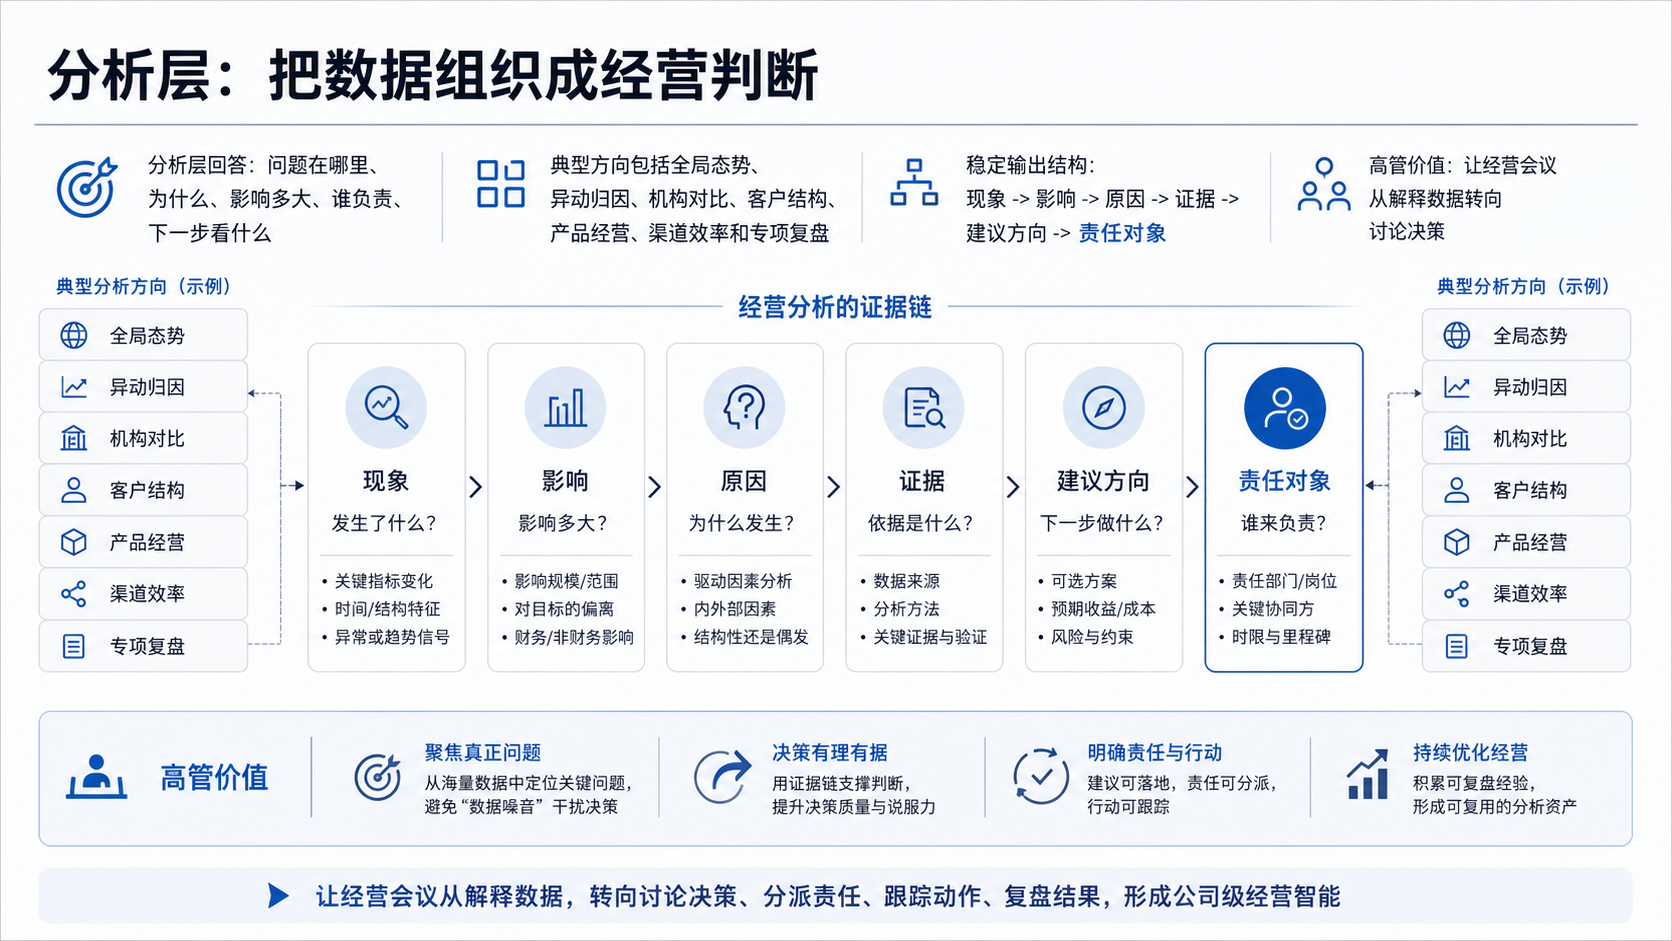 分析层：把数据组织成经营判断
分析层回答：问题在哪里、
为什么、影响多大、谁负责、
下一步看什么
典型方向包括全局态势、
异动归因、机构对比、客户结构、
产品经营、渠道效率和专项复盘
稳定输出结构：
现象 -> 影响 -> 原因 -> 证据 ->
建议方向 -> 责任对象
高管价值：让经营会议
从解释数据转向
讨论决策
典型分析方向（示例）
全局态势
异动归因
机构对比
客户结构
产品经营
渠道效率
专项复盘
经营分析的证据链
现象
发生了什么？
• 关键指标变化
• 时间/结构特征
• 异常或趋势信号
影响
影响多大？
• 影响规模/范围
• 对目标的偏离
• 财务/非财务影响
原因
为什么发生？
• 驱动因素分析
• 内外部因素
• 结构性还是偶发
证据
依据是什么？
• 数据来源
• 分析方法
• 关键证据与验证
建议方向
下一步做什么？
• 可选方案
• 预期收益/成本
• 风险与约束
责任对象
谁来负责？
• 责任部门/岗位
• 关键协同方
• 时限与里程碑
典型分析方向（示例）
全局态势
异动归因
机构对比
客户结构
产品经营
渠道效率
专项复盘
高管价值
聚焦真正问题
从海量数据中定位关键问题，
避免“数据噪音”干扰决策
决策有理有据
用证据链支撑判断，
提升决策质量与说服力
明确责任与行动
建议可落地，责任可分派，
行动可跟踪
持续优化经营
积累可复盘经验，
形成可复用的分析资产
让经营会议从解释数据，转向讨论决策、分派责任、跟踪动作、复盘结果，形成公司级经营智能